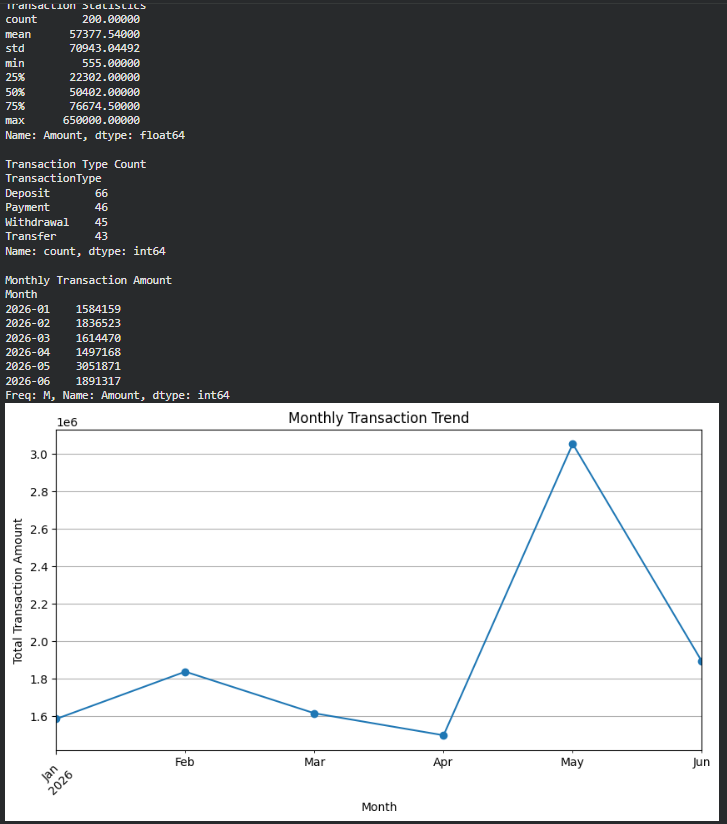 Transaction Statistics
count       200.00000
mean      57377.54000
std       70943.04492
min         555.00000
25%       22302.00000
50%       50402.00000
75%       76674.50000
max      650000.00000
Name: Amount, dtype: float64
Transaction Type Count
TransactionType
Deposit       66
Payment       46
Withdrawal    45
Transfer      43
Name: count, dtype: int64
Monthly Transaction Amount
Month
2026-01    1584159
2026-02    1836523
2026-03    1614470
2026-04    1497168
2026-05    3051871
2026-06    1891317
Freq: M, Name: Amount, dtype: int64
Monthly Transaction Trend
1e6
3.0
2.8
2.6
2.4
2.2
2.0
1.8
1.6
Total Transaction Amount
Jan
2026
Feb
Mar
Apr
May
Jun
Month